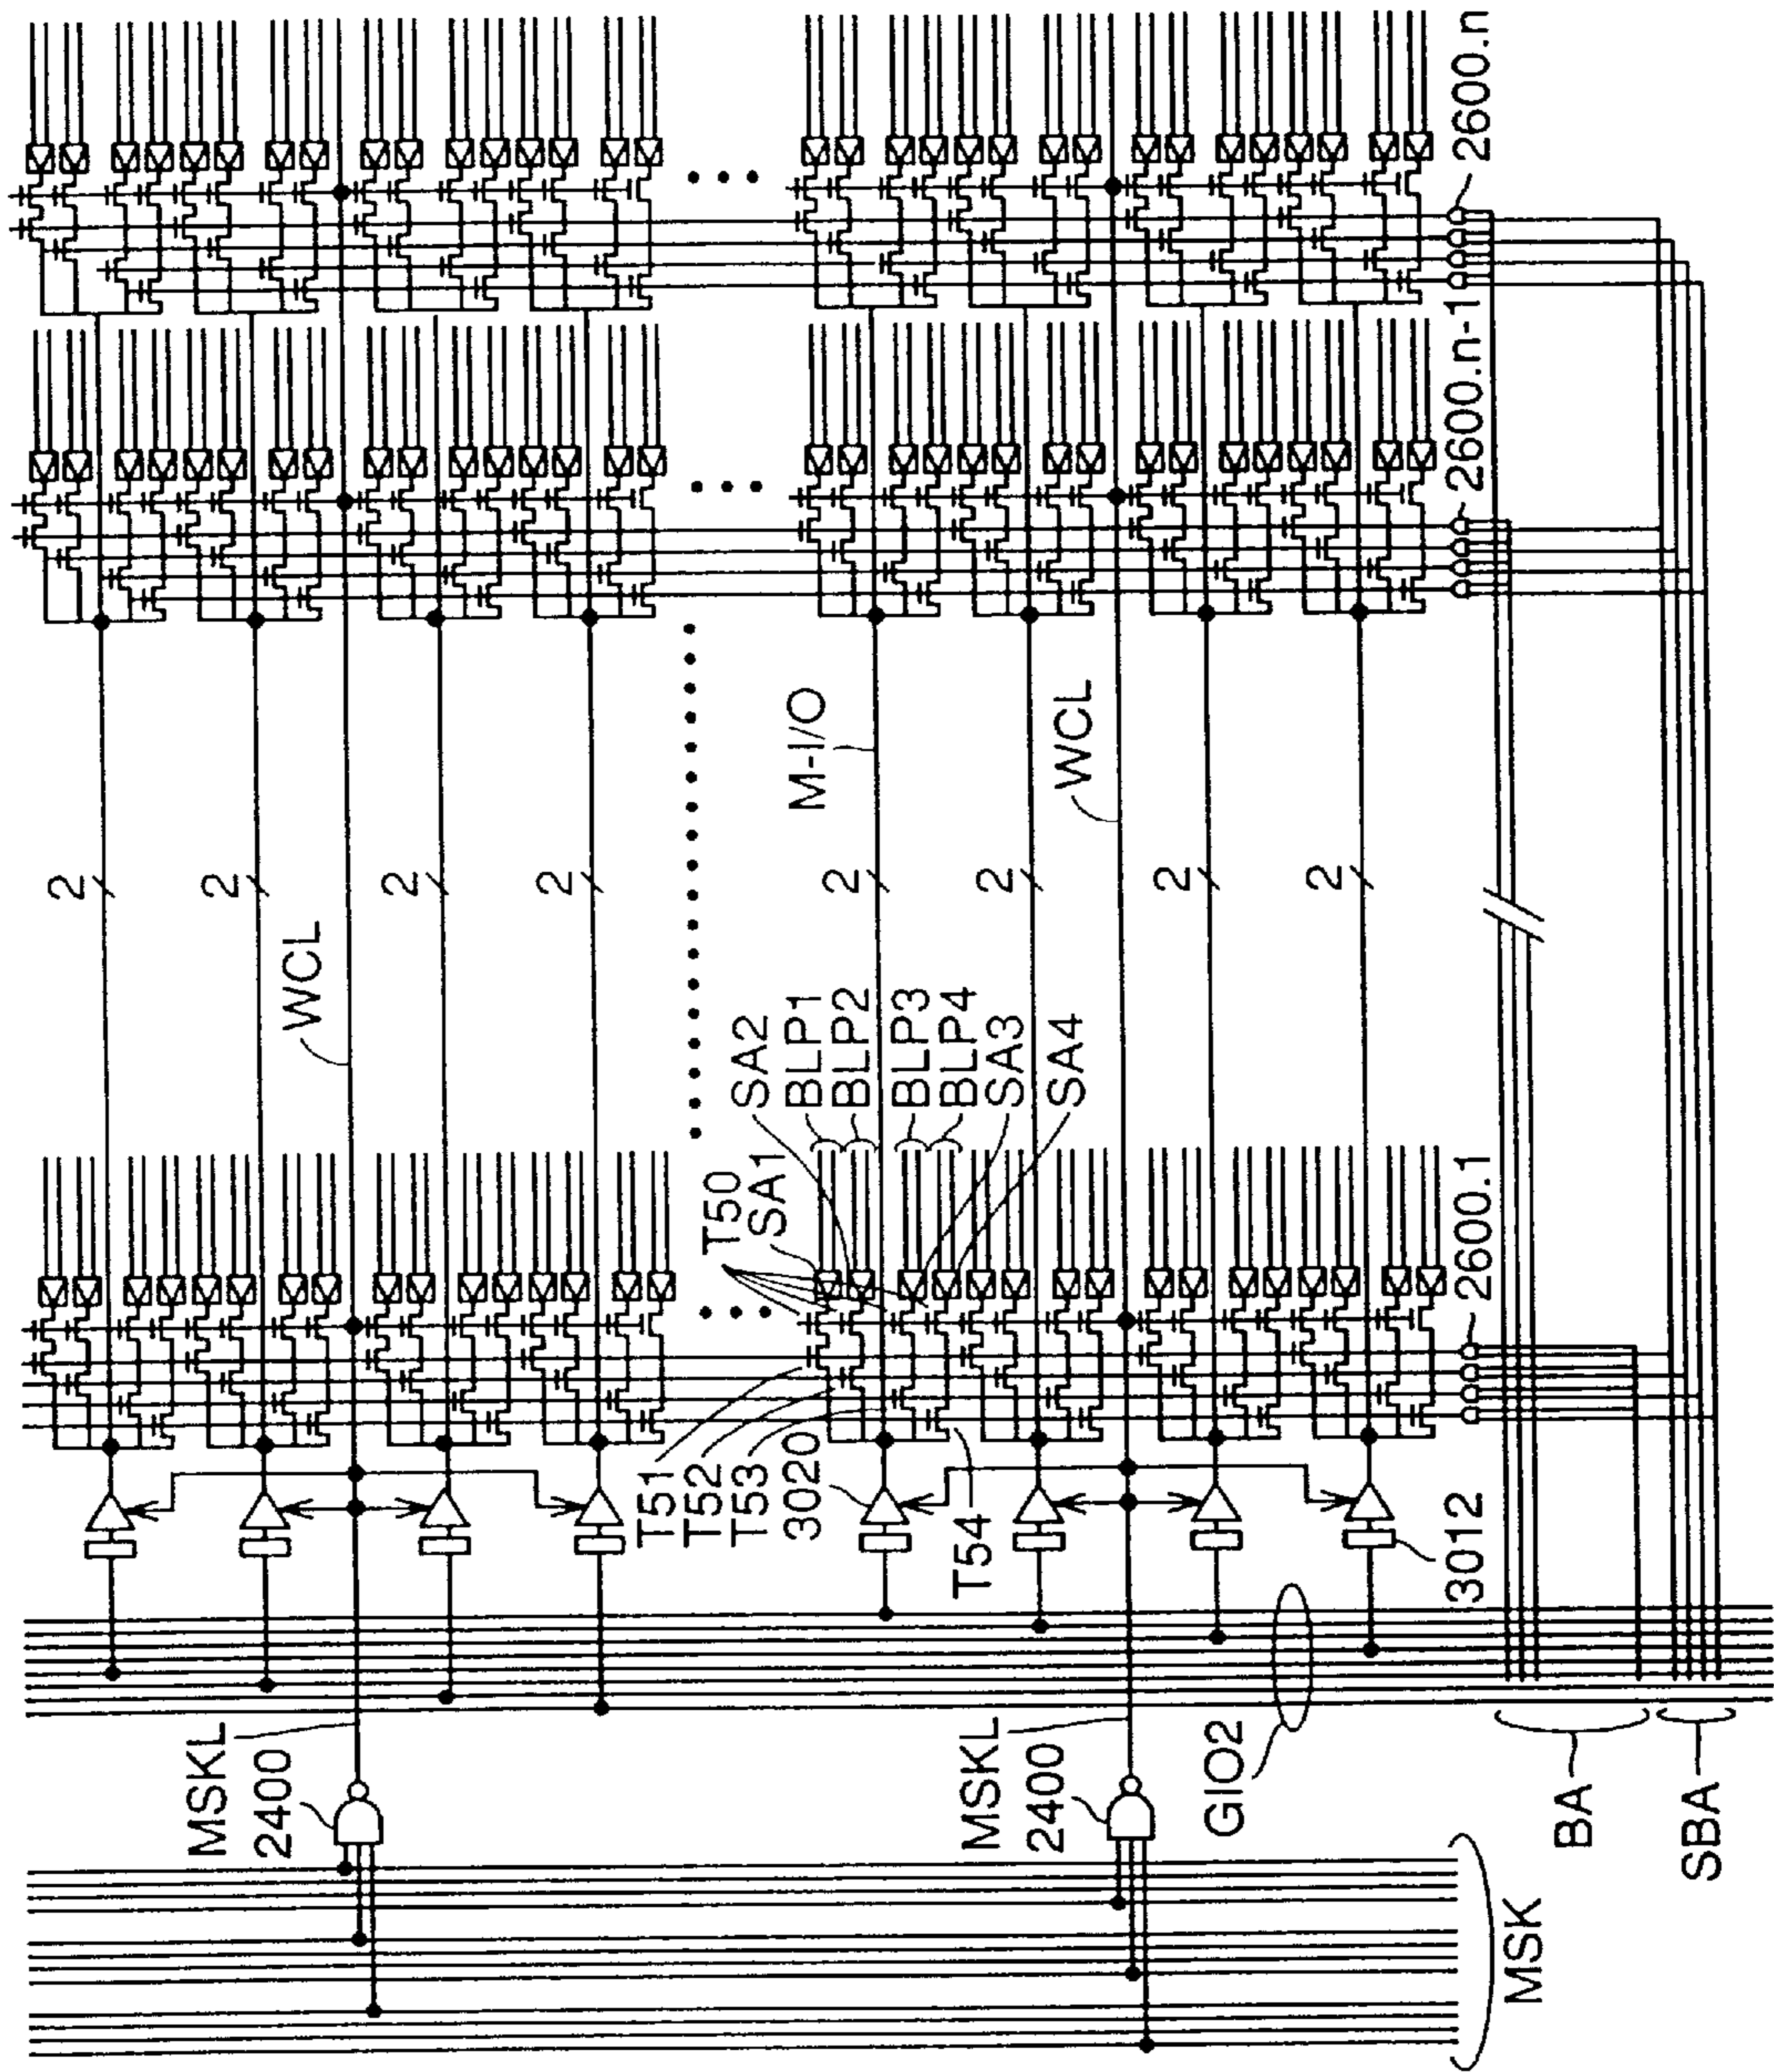 2
2
2
2
2
2
2
2
WCL
M-I/O
WCL
SA2
BLP1
BLP2
BLP3
BLP4
SA3
SA4
T50
SA1
T51
T52
T53
3020
T54
3012
2600.1
2600.n-1
2600.n
MSKL
2400
MSKL
2400
GIO2
BA
SBA
MSK